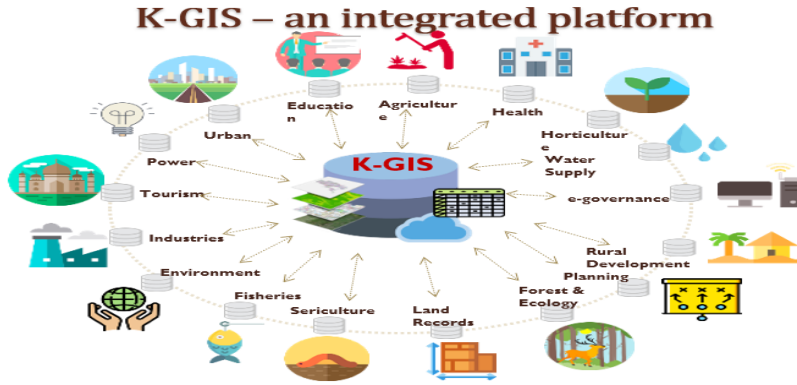 K-GIS – an integrated platform
Educatio
n
Agricultur
e
Health
Urban
Horticultur
e
Water
Supply
Power
K-GIS
Tourism
e-governance
Industries
Rural
Development
Planning
Environment
Fisheries
Forest &
Ecology
Sericulture
Land
Records